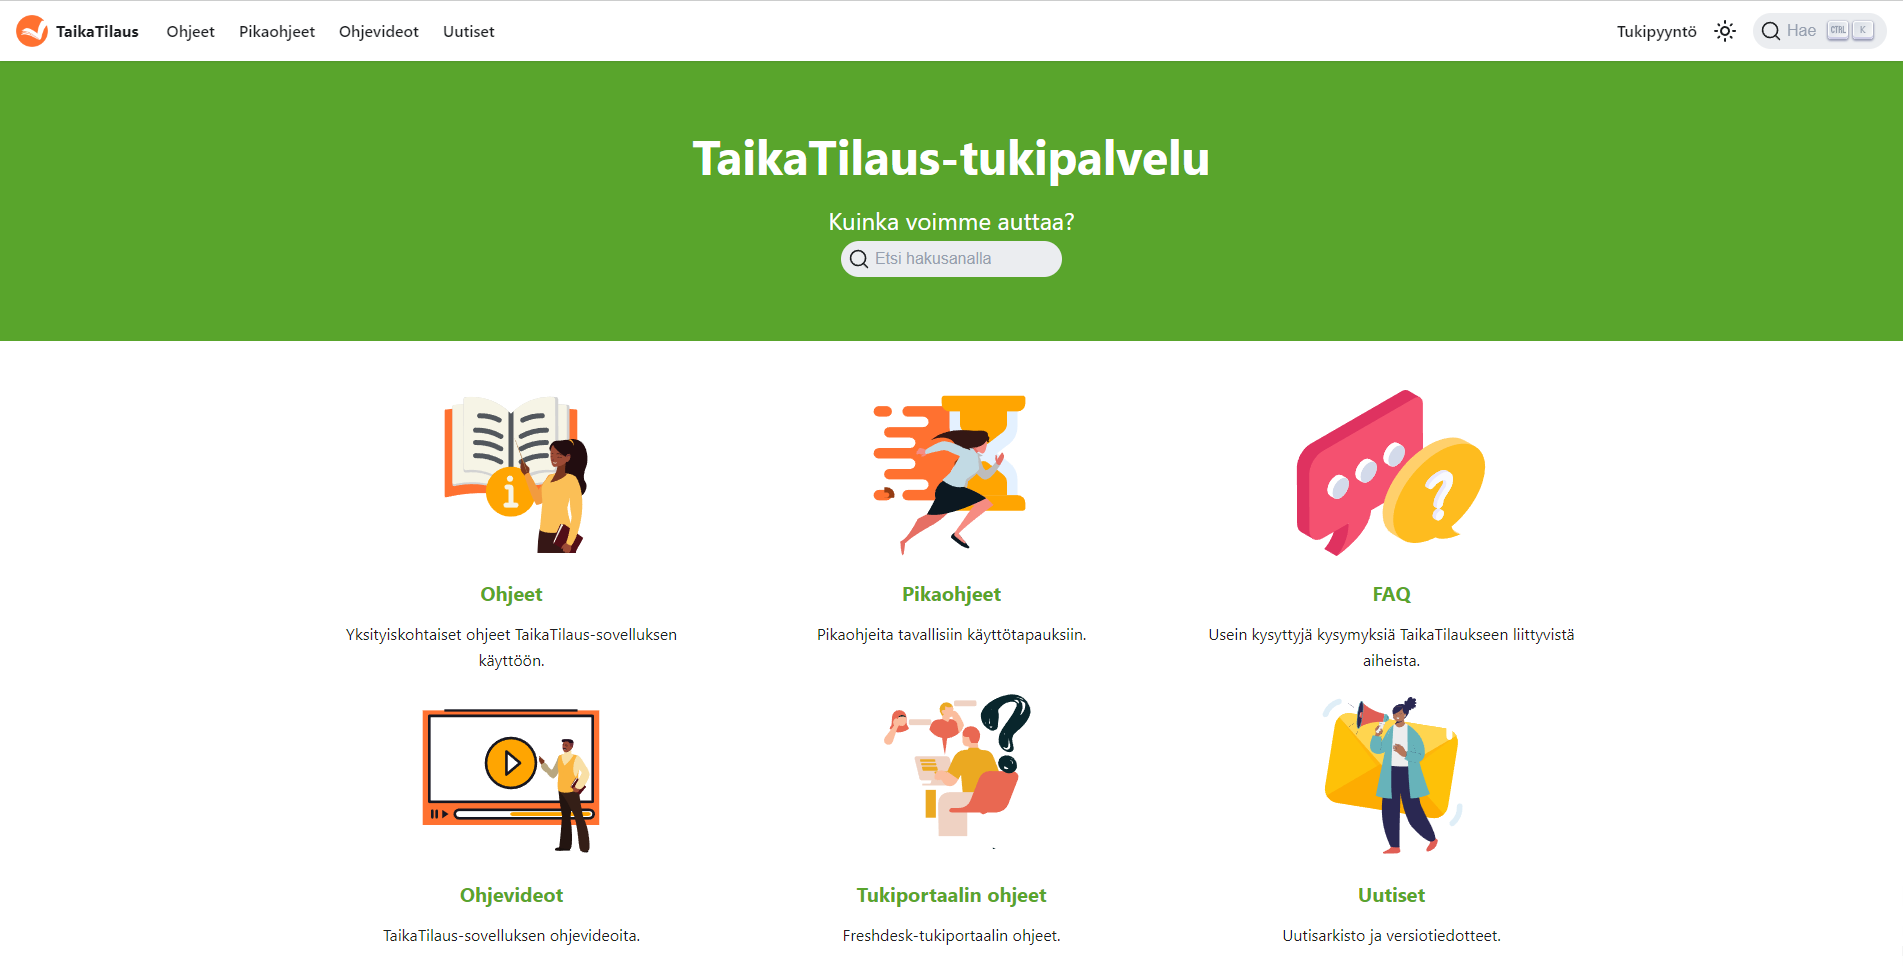 TaikaTilaus Ohjeet Pikaohjeet Ohjevideot Uutiset Tukipyyntö Hae CTRL K
TaikaTilaus-tukipalvelu
Kuinka voimme auttaa?
Etsi hakusanalla
Ohjeet
Yksityiskohtaiset ohjeet TaikaTilaus-sovelluksen
käyttöön.
Pikaohjeet
Pikaohjeita tavallisiin käyttötapauksiin.
FAQ
Usein kysyttyjä kysymyksiä TaikaTilaukseen liittyvistä
aiheista.
Ohjevideot
TaikaTilaus-sovelluksen ohjevideoita.
Tukiportaalin ohjeet
Freshdesk-tukiportaalin ohjeet.
Uutiset
Uutisarkisto ja versiotiedotteet.